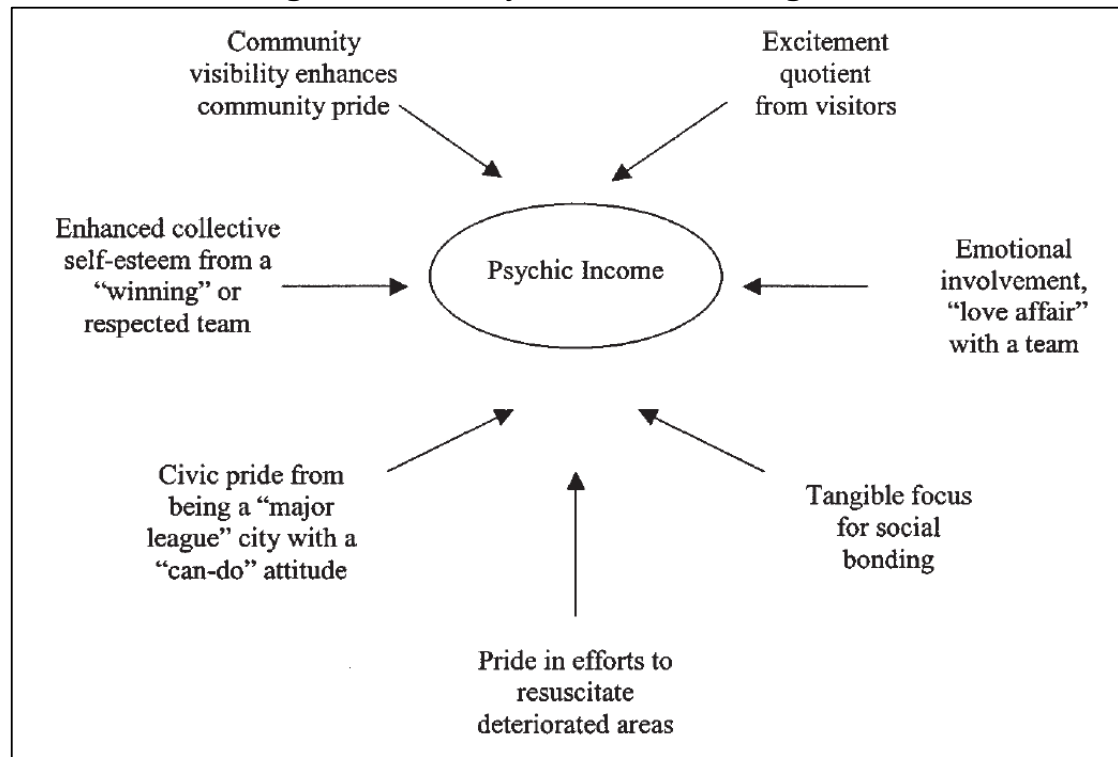 Community
visibility enhances
community pride
Excitement
quotient
from visitors
Enhanced collective
self-esteem from a
“winning” or
respected team
Psychic Income
Emotional
involvement,
“love affair”
with a team
Civic pride from
being a “major
league” city with a
“can-do” attitude
Tangible focus
for social
bonding
Pride in efforts to
resuscitate
deteriorated areas